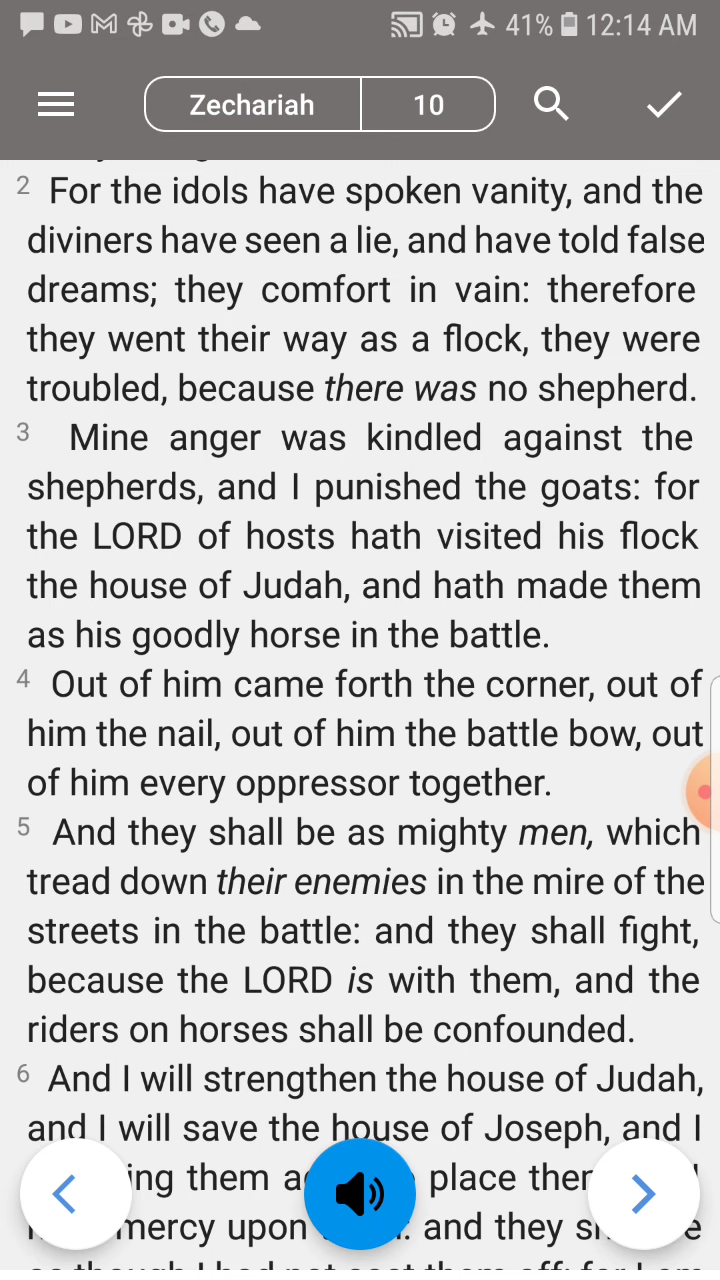 41% 12:14 AM
Zechariah 10
2 For the idols have spoken vanity, and the
diviners have seen a lie, and have told false
dreams; they comfort in vain: therefore
they went their way as a flock, they were
troubled, because there was no shepherd.
3 Mine anger was kindled against the
shepherds, and I punished the goats: for
the LORD of hosts hath visited his flock
the house of Judah, and hath made them
as his goodly horse in the battle.
4 Out of him came forth the corner, out of
him the nail, out of him the battle bow, out
of him every oppressor together.
5 And they shall be as mighty men, which
tread down their enemies in the mire of the
streets in the battle: and they shall fight,
because the LORD is with them, and the
riders on horses shall be confounded.
6 And I will strengthen the house of Judah,
and I will save the house of Joseph, and I
them place
mercy upon and they